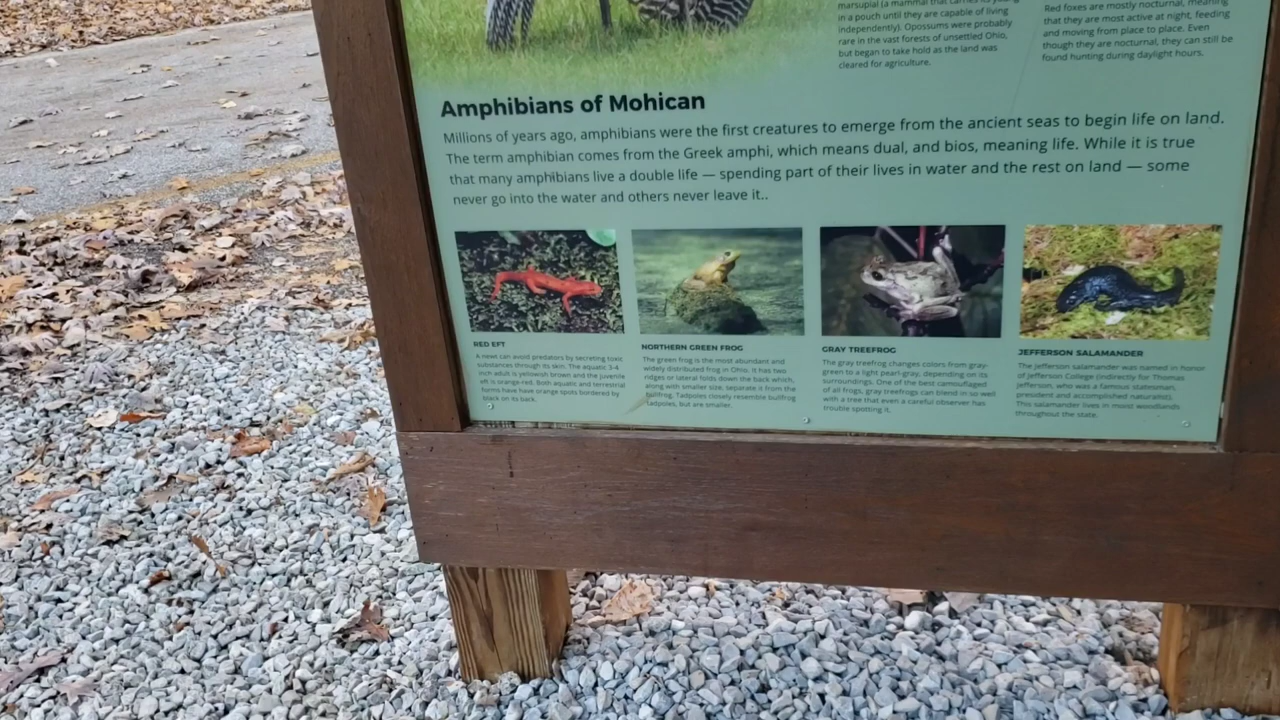 marsupial (a mammal that carries its young
in a pouch until they are capable of living
independently). Opossums were probably
rare in the vast forests of unsettled Ohio,
but began to take hold as the land was
cleared for agriculture.
Red foxes are mostly nocturnal, meaning
that they are most active at night, feeding
and moving from place to place. Even
though they are nocturnal, they can still be
found hunting during daylight hours.
Amphibians of Mohican
Millions of years ago, amphibians were the first creatures to emerge from the ancient seas to begin life on land.
The term amphibian comes from the Greek amphi, which means dual, and bios, meaning life. While it is true
that many amphibians live a double life — spending part of their lives in water and the rest on land — some
never go into the water and others never leave it..
RED EFT
A newt can avoid predators by secreting toxic
substances through its skin. The aquatic 3-4
inch adult is yellowish brown and the juvenile
eft is orange-red. Both aquatic and terrestrial
forms have have orange spots bordered by
black on its back.
NORTHERN GREEN FROG
The green frog is the most abundant and
widely distributed frog in Ohio. It has two
ridges or lateral folds down the back which,
along with smaller size, separate it from the
bullfrog. Tadpoles closely resemble bullfrog
tadpoles, but are smaller.
GRAY TREEFROG
The gray treefrog changes colors from gray-
green to a light pearl-gray, depending on its
surroundings. One of the best camouflaged
of all frogs, gray treefrogs can blend in so well
with a tree that even a careful observer has
trouble spotting it.
JEFFERSON SALAMANDER
The Jefferson salamander was named in honor
of Jefferson College (indirectly for Thomas
Jefferson, who was a famous statesman,
president and accomplished naturalist).
This salamander lives in moist woodlands
throughout the state.